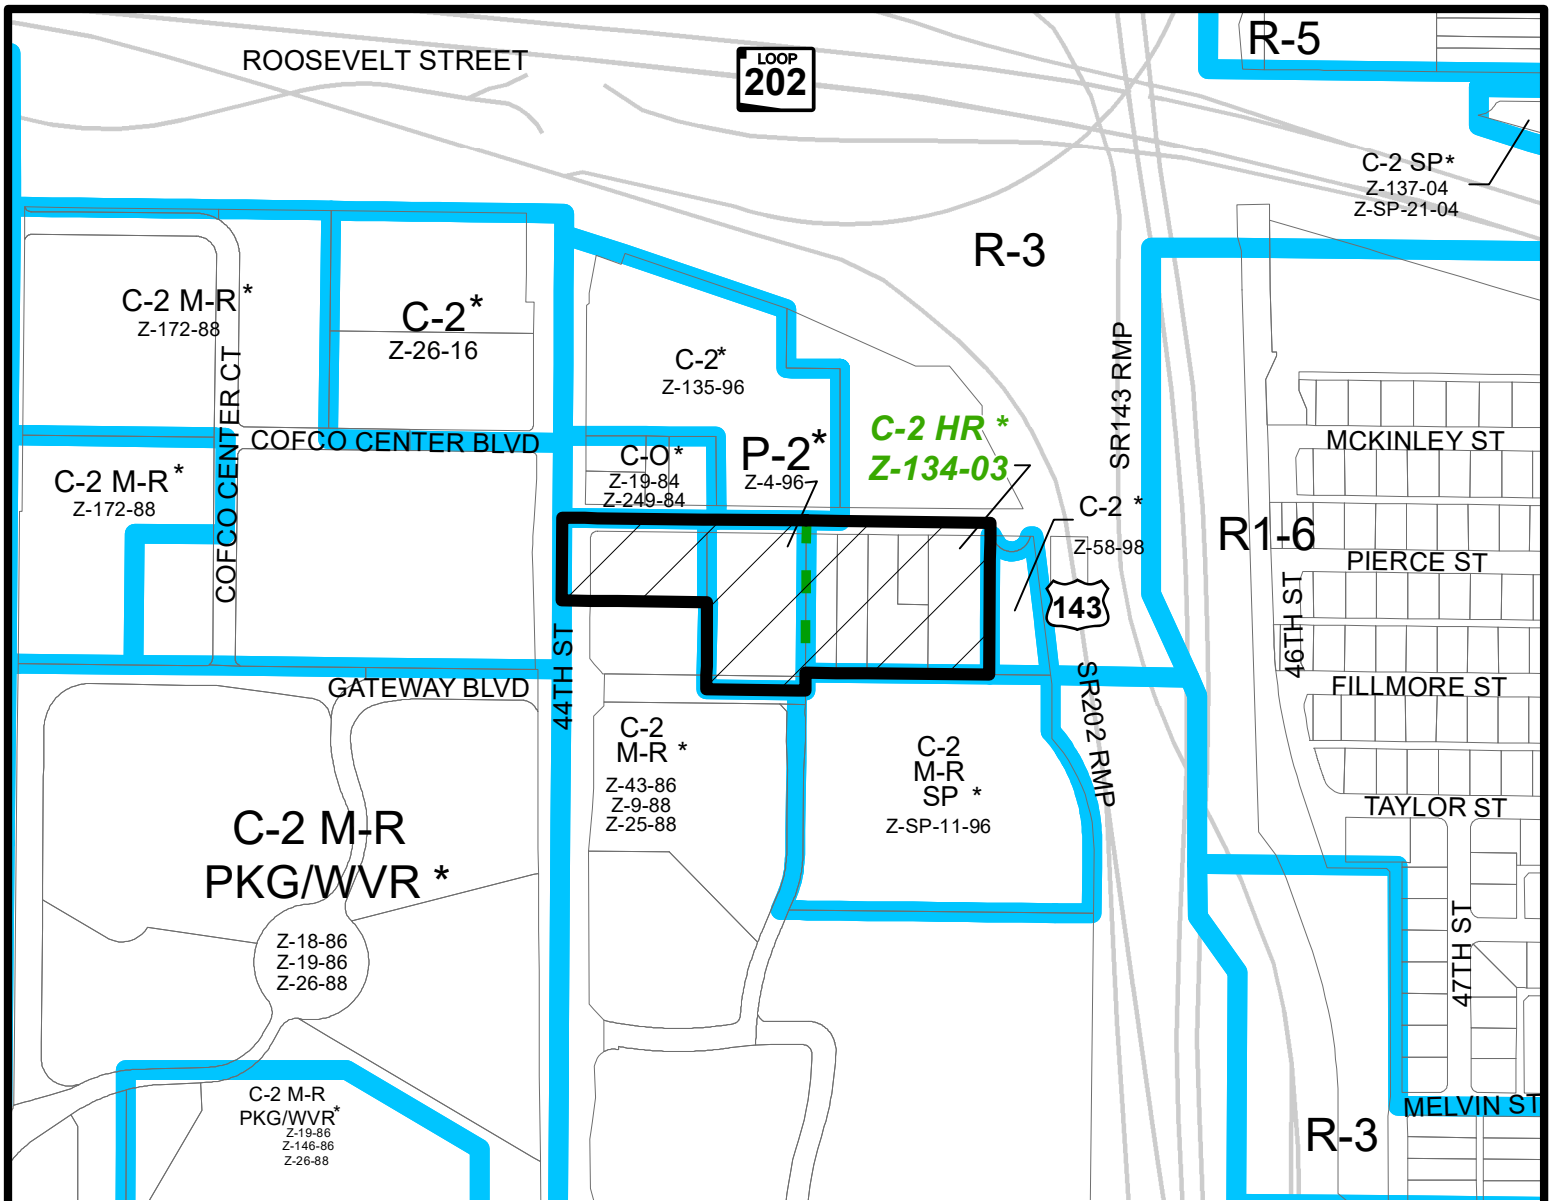 ROOSEVELT STREET
LOOP
202
R-5
C-2 SP*
Z-137-04
Z-SP-21-04
R-3
C-2 M-R*
Z-172-88
C-2*
Z-26-16
COFCO CENTER CT
COFCO CENTER BLVD
C-2*
Z-135-96
C-2 HR *
Z-134-03
P-2*
Z-4-96
C-O*
Z-19-84
Z-249-84
C-2 M-R*
Z-172-88
SR143 RMP
C-2 *
Z-58-98
143
R1-6
MCKINLEY ST
PIERCE ST
46TH ST
FILLMORE ST
TAYLOR ST
44TH ST
GATEWAY BLVD
SR202 RMP
C-2
M-R *
Z-43-86
Z-9-88
Z-25-88
C-2
M-R
SP *
Z-SP-11-96
C-2 M-R
PKG/WVR *
Z-18-86
Z-19-86
Z-26-88
47TH ST
C-2 M-R
PKG/WVR*
Z-19-86
Z-146-86
Z-26-88
MELVIN ST
R-3